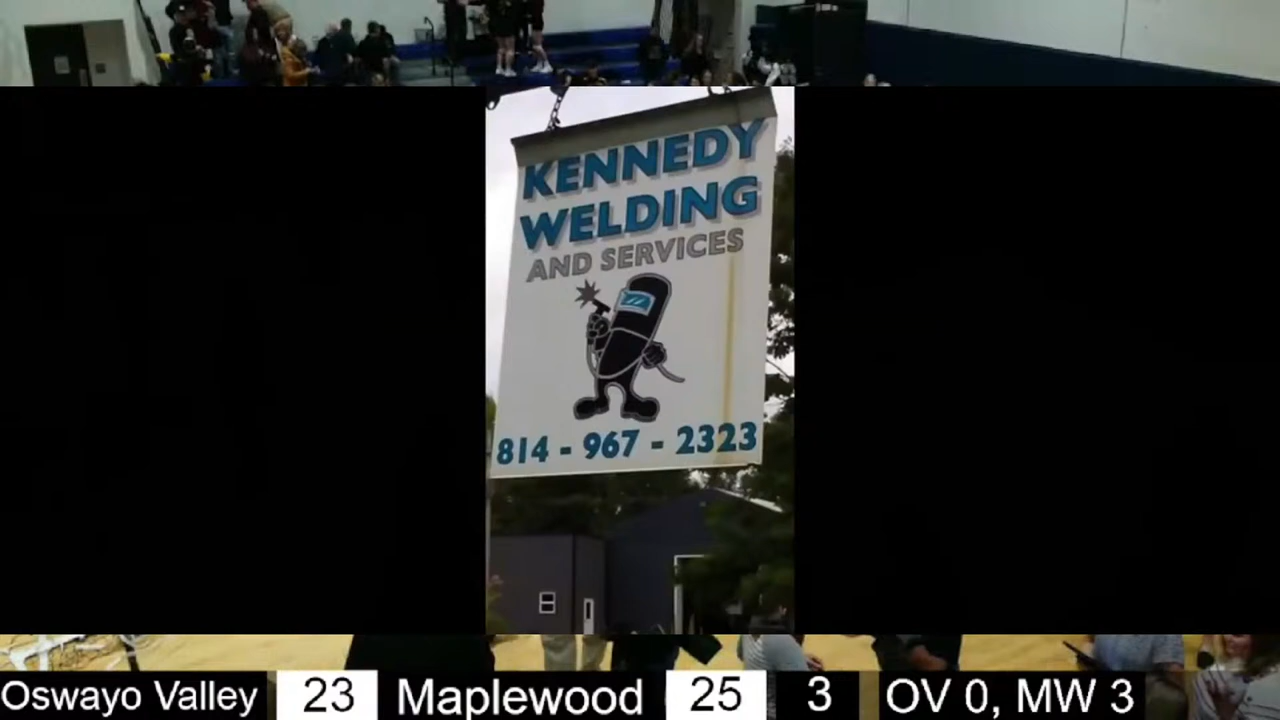 KENNEDY
WELDING
AND SERVICES
814 - 967 - 2323
Oswayo Valley 23 Maplewood 25 3 OV 0, MW 3